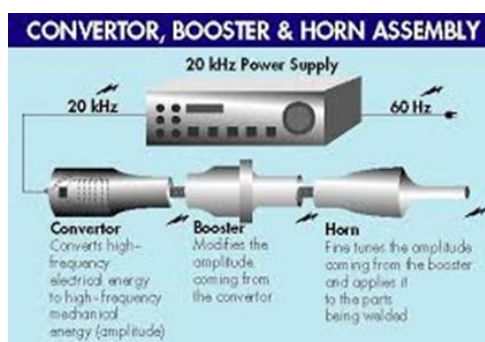 CONVERTOR, BOOSTER & HORN ASSEMBLY
20 kHz Power Supply
20 kHz
60 Hz
Convertor
Converts high-
frequency
electrical energy
to high-frequency
mechanical
energy (amplitude)
Booster
Modifies the
amplitude
coming from
the convertor
Horn
Fine tunes the amplitude
coming from the booster
and applies it
to the parts
being welded